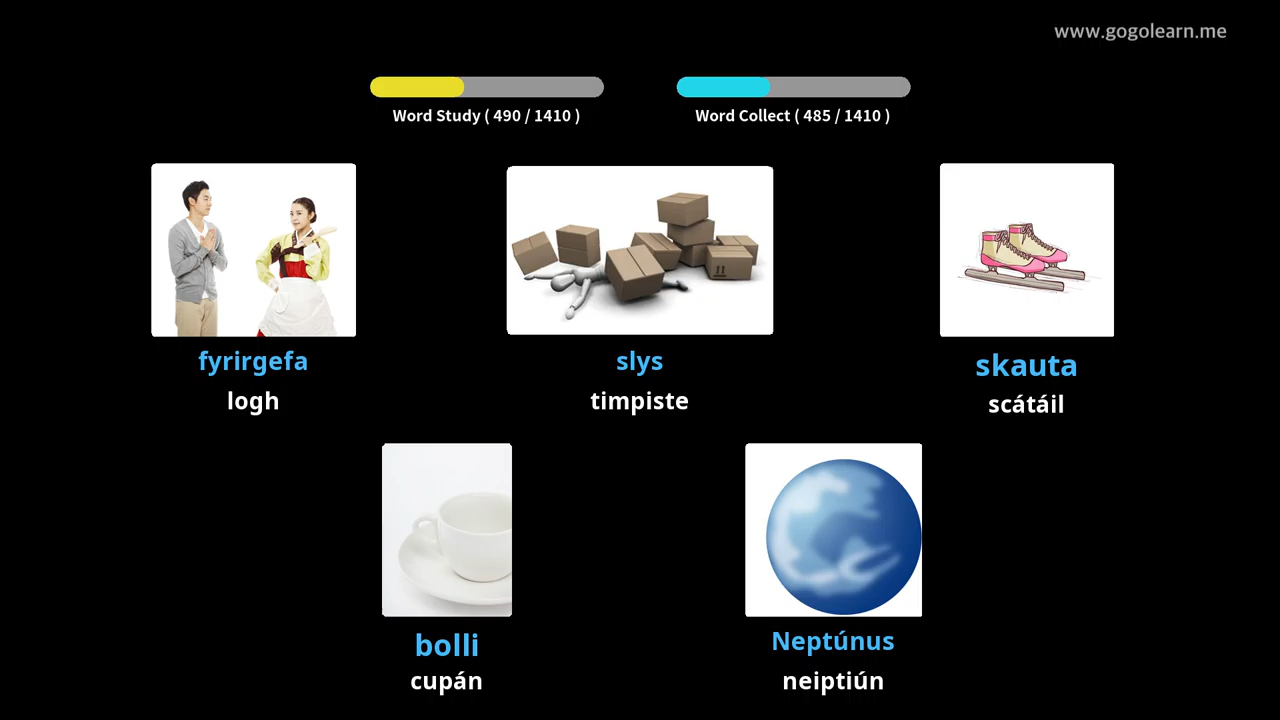 www.gogolearn.me
Word Study ( 490 / 1410 )
Word Collect ( 485 / 1410 )
fyrirgefa
logh
slys
timpiste
skauta
scátáil
bolli
cupán
Neptúnus
neiptiún